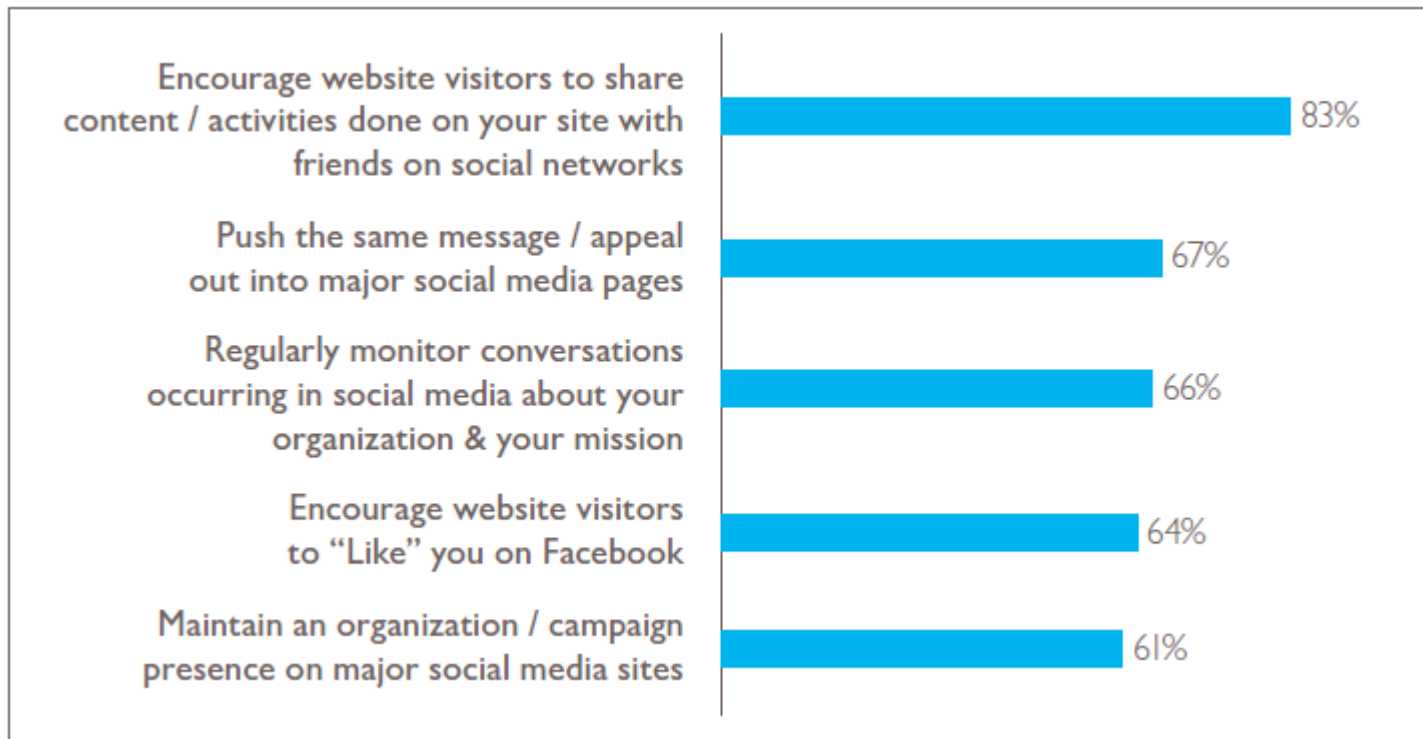 Encourage website visitors to share
content / activities done on your site with
friends on social networks
83%
Push the same message / appeal
out into major social media pages
67%
Regularly monitor conversations
occurring in social media about your
organization & your mission
66%
Encourage website visitors
to “Like” you on Facebook
64%
Maintain an organization / campaign
presence on major social media sites
61%